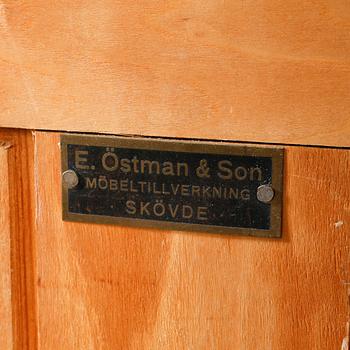 E. Östman & Son
MÖBELTILLVERKNING
SKÖVDE